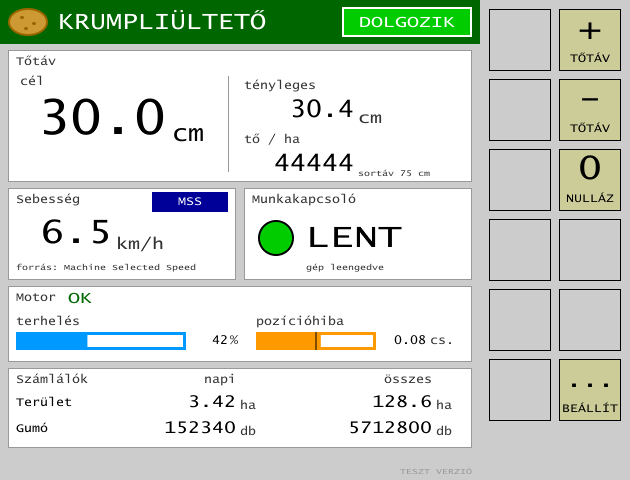 KRUMPLIÜLTETŐ
DOLGOZIK
Tőtáv
cél
30.0 cm
tényleges
30.4 cm
tő / ha
44444 sortáv 75 cm
Sebesség
MSS
6.5 km/h
forrás: Machine Selected Speed
Munkakapcsoló
LENT
gép leengedve
Motor OK
terhelés
42%
pozícióhiba
0.08 cs.
Számlálók napi összes
Terület 3.42 ha 128.6 ha
Gumó 152340 db 5712800 db
TESZT VERZIÓ
+
TŐTÁV
−
TŐTÁV
0
NULLÁZ
...
BEÁLLÍT